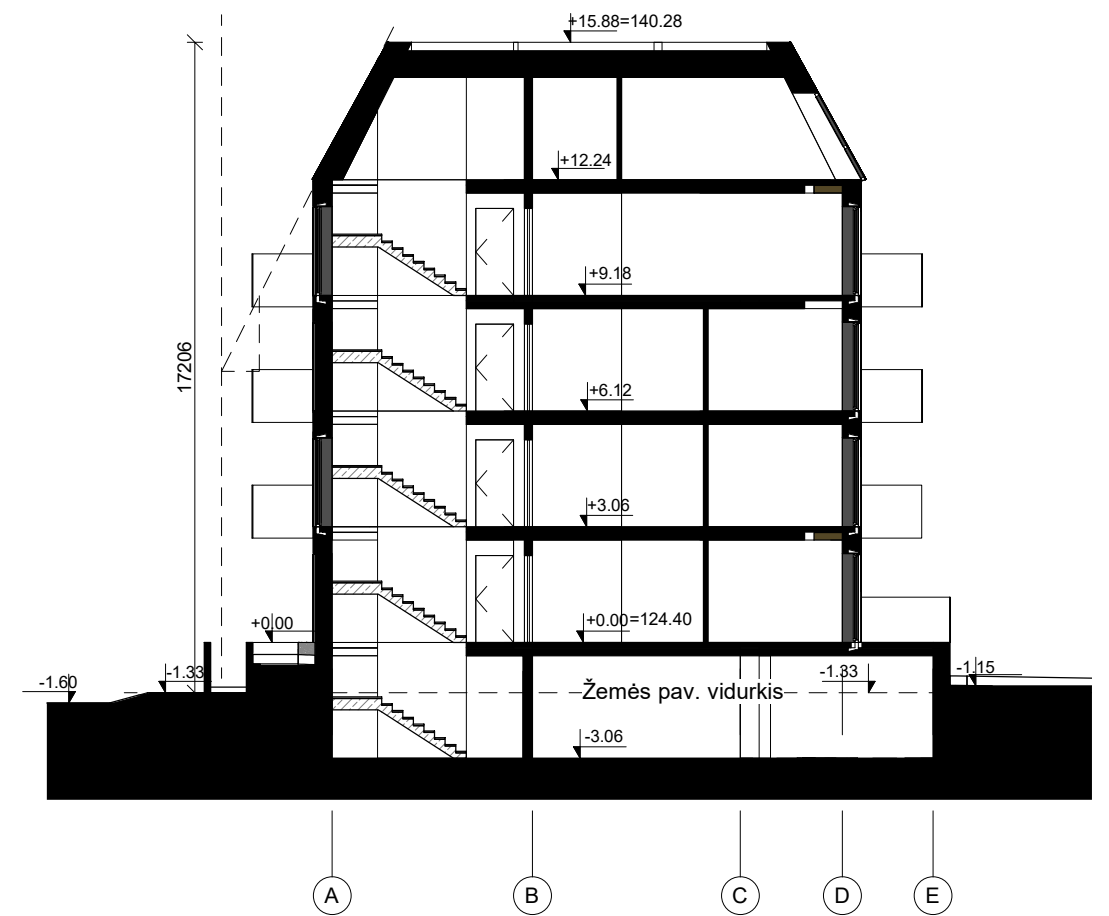 +15.88=140.28
+12.24
+9.18
17206
+6.12
+3.06
+0.00
+0.00=124.40
-1.60
-1.33
Žemės pav. vidurkis
-1.33
-1.15
-3.06
A
B
C
D
E